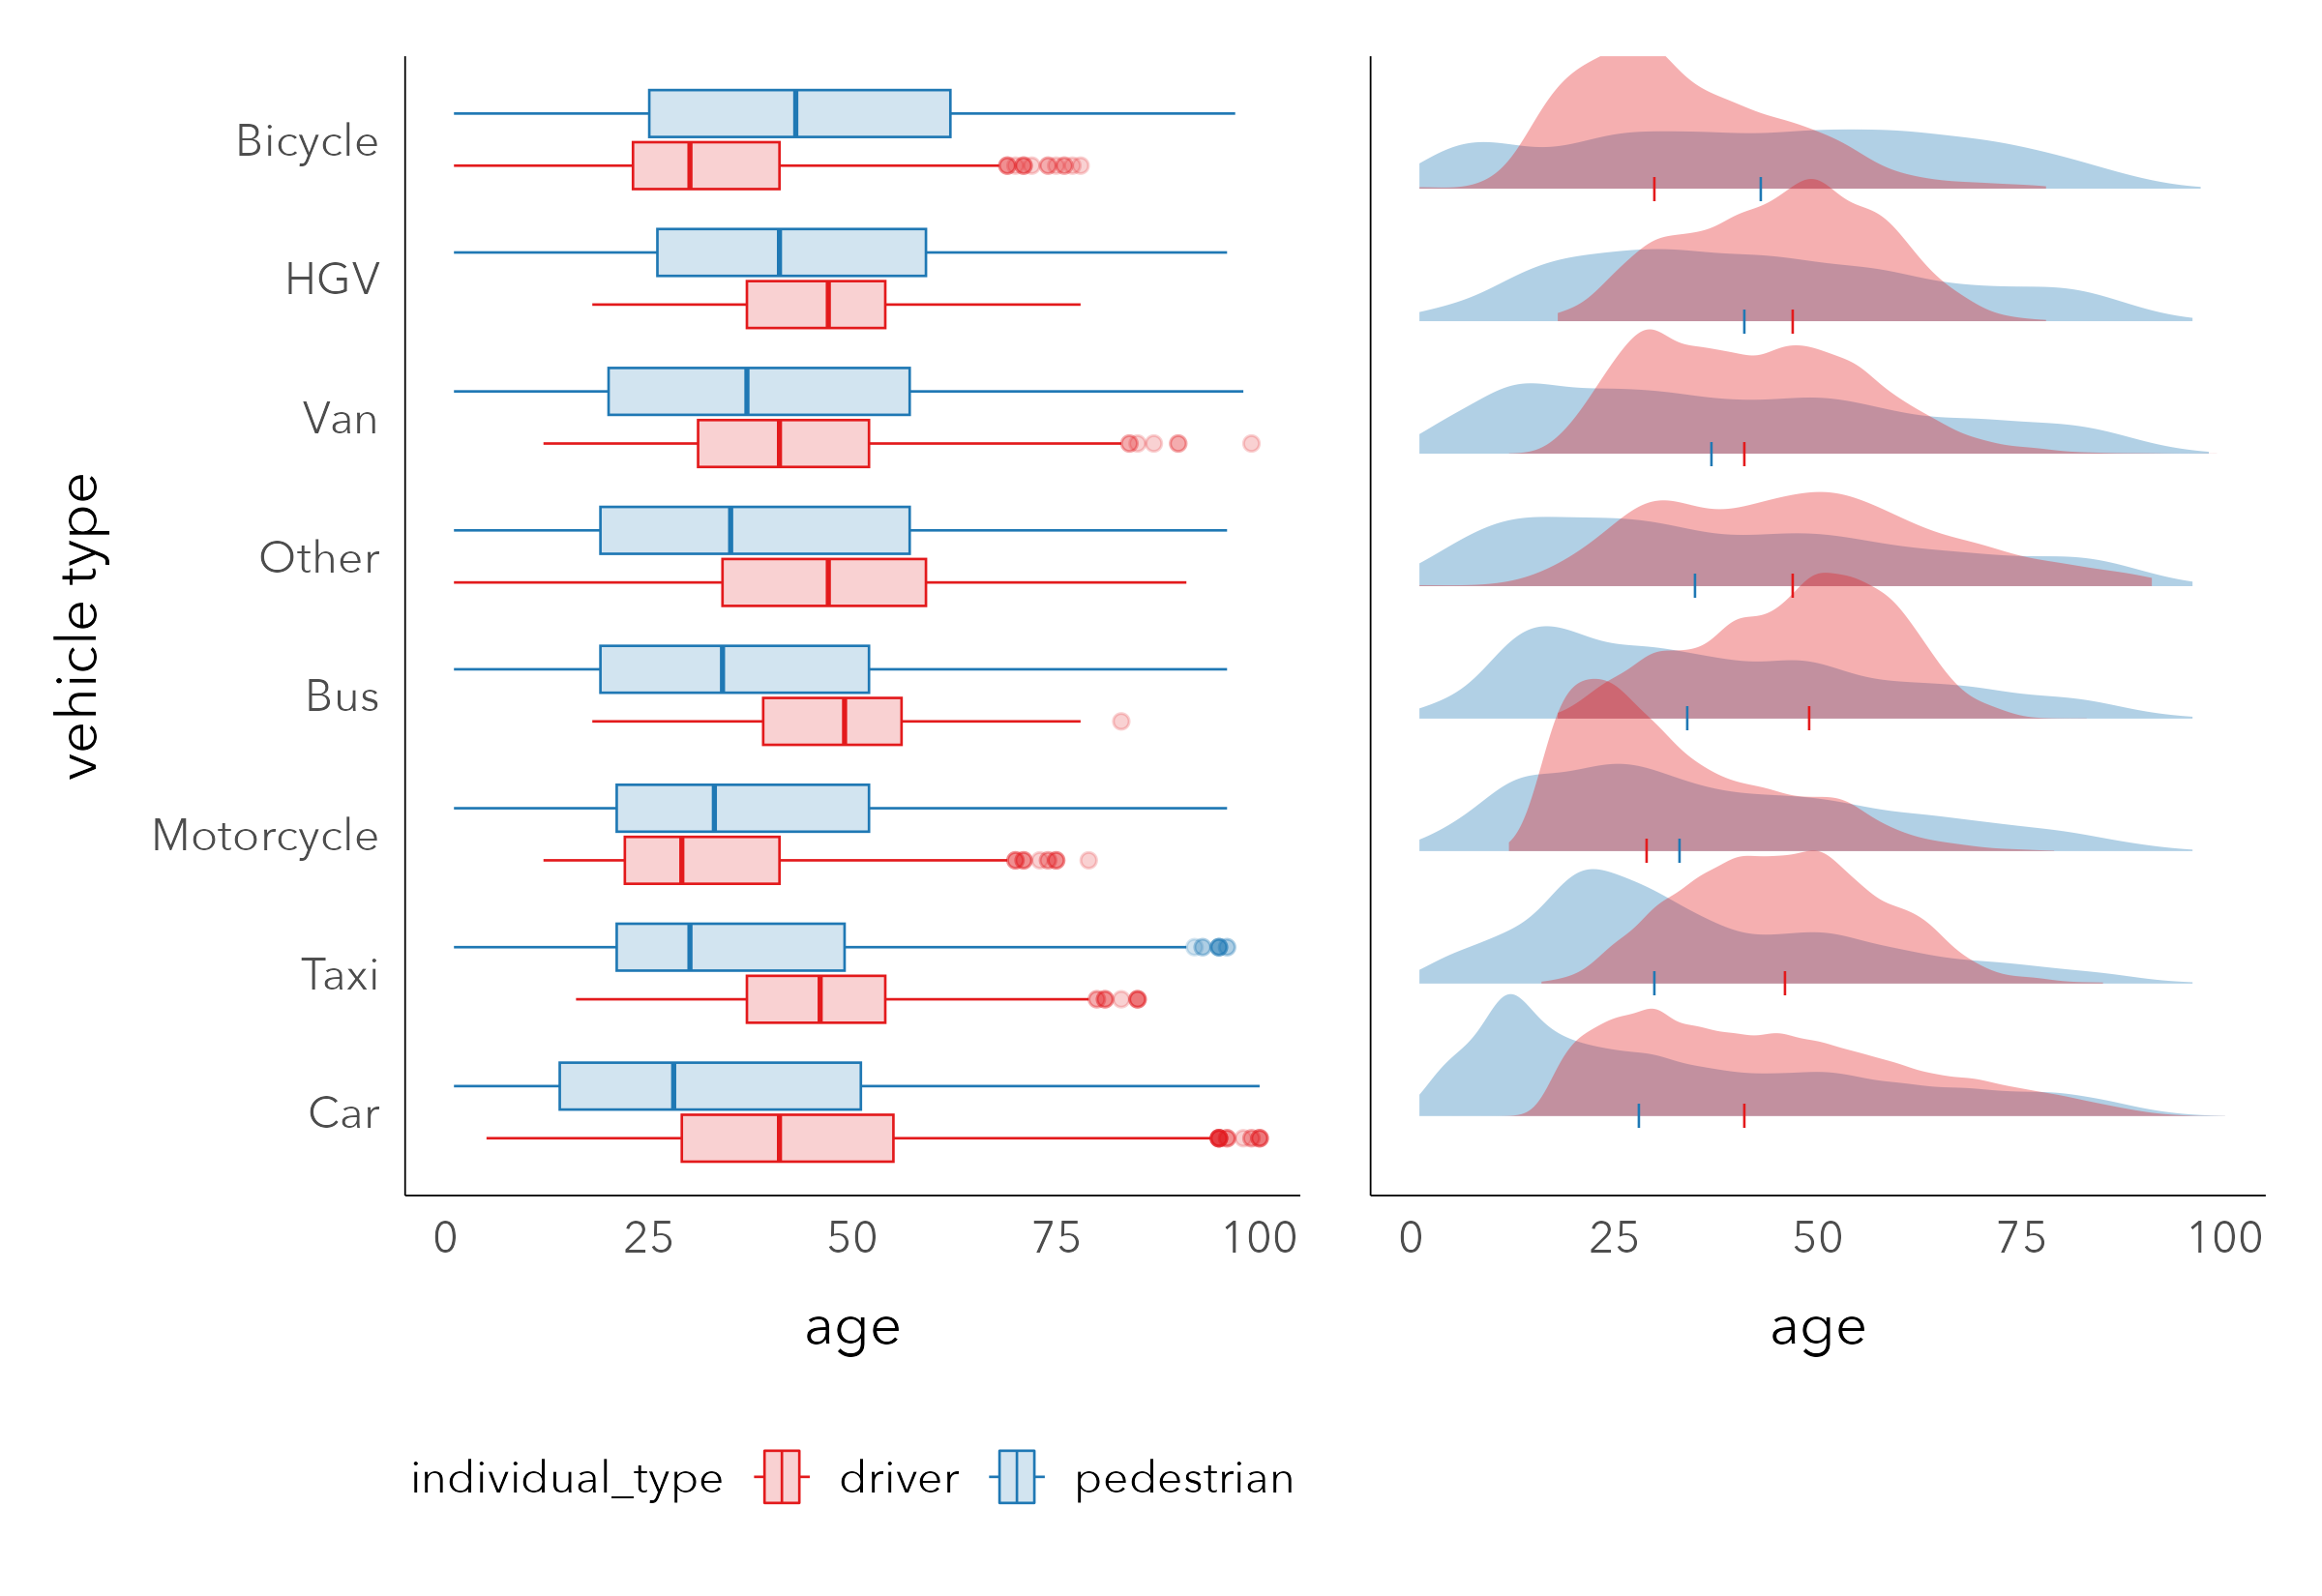 vehicle type
Bicycle
HGV
Van
Other
Bus
Motorcycle
Taxi
Car
0 25 50 75 100
0 25 50 75 100
age
age
individual_type driver pedestrian